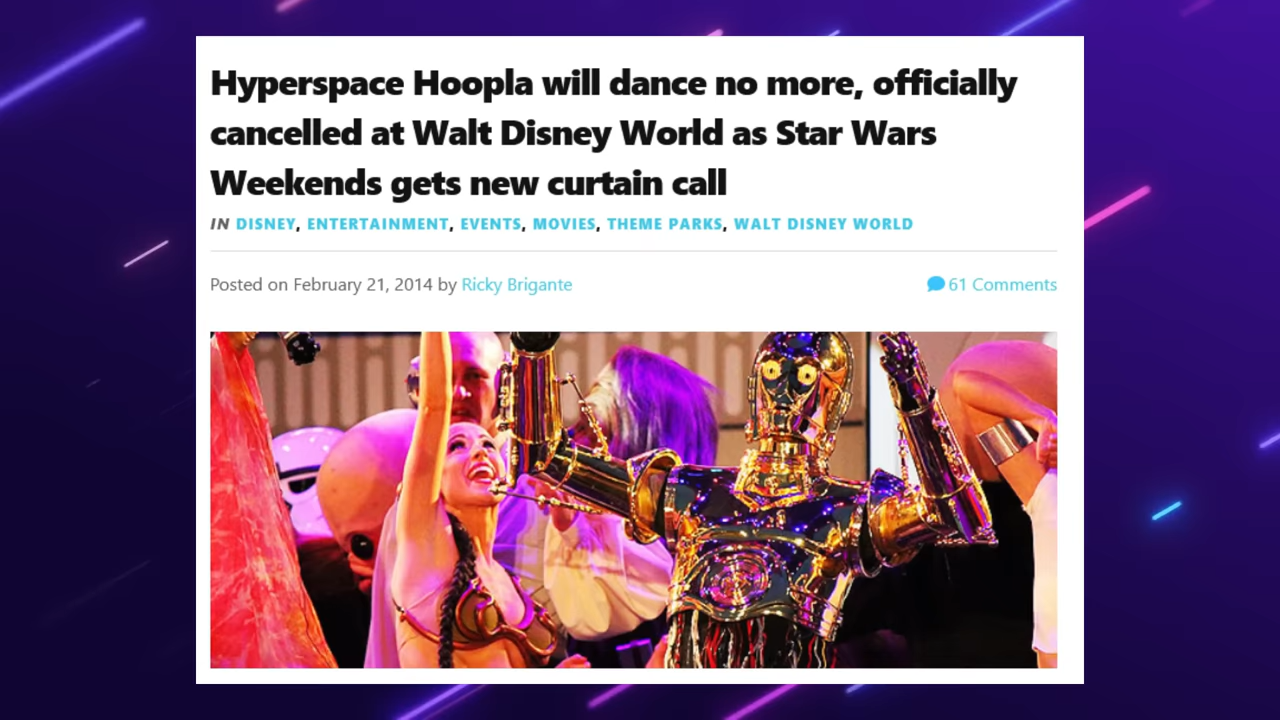 Hyperspace Hoopla will dance no more, officially
cancelled at Walt Disney World as Star Wars
Weekends gets new curtain call
IN DISNEY, ENTERTAINMENT, EVENTS, MOVIES, THEME PARKS, WALT DISNEY WORLD
Posted on February 21, 2014 by Ricky Brigante
61 Comments